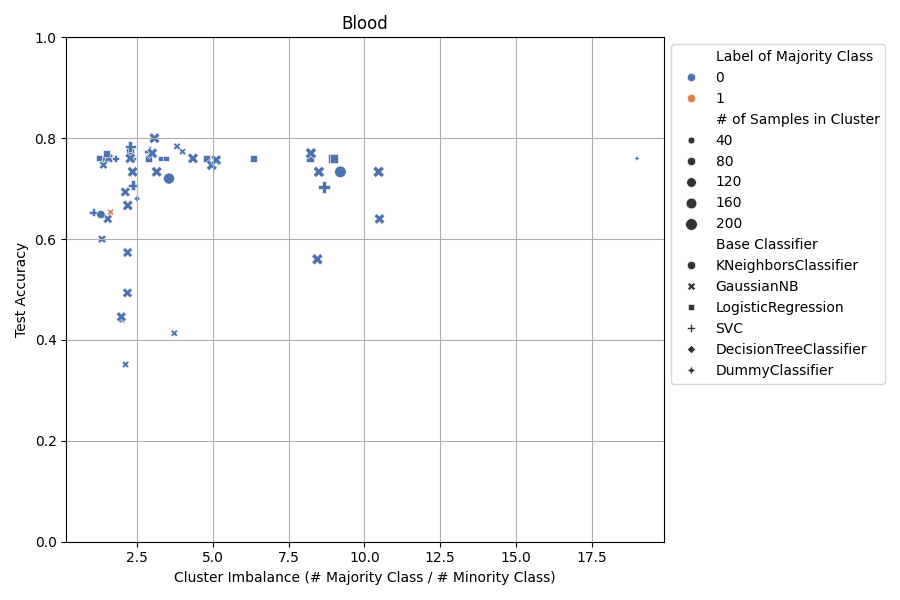 Blood
1.0
0.8
0.6
0.4
0.2
0.0
Test Accuracy
2.5
5.0
7.5
10.0
12.5
15.0
17.5
Cluster Imbalance (# Majority Class / # Minority Class)
Label of Majority Class
0
1
# of Samples in Cluster
40
80
120
160
200
Base Classifier
KNeighborsClassifier
GaussianNB
LogisticRegression
SVC
DecisionTreeClassifier
DummyClassifier